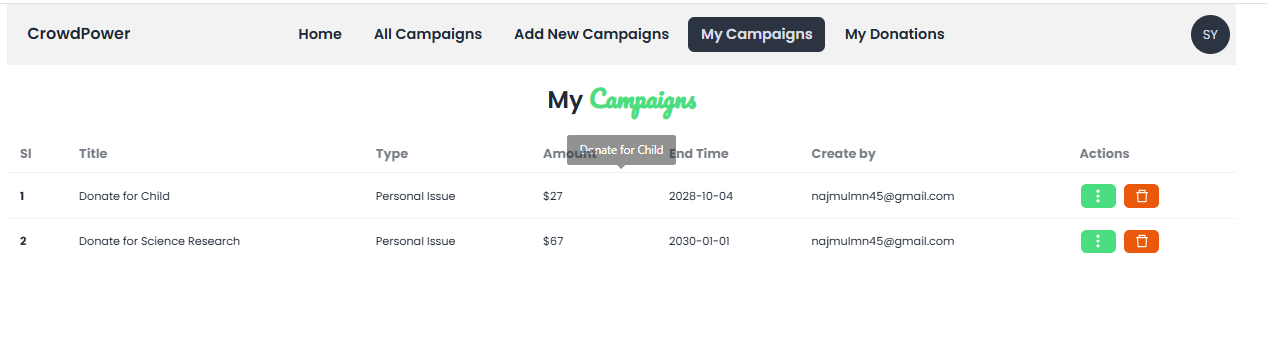 CrowdPower Home All Campaigns Add New Campaigns My Campaigns My Donations SY
My Campaigns
Donate for Child
Sl Title Type Amount End Time Create by Actions
1 Donate for Child Personal Issue $27 2028-10-04 najmulmn45@gmail.com
2 Donate for Science Research Personal Issue $67 2030-01-01 najmulmn45@gmail.com